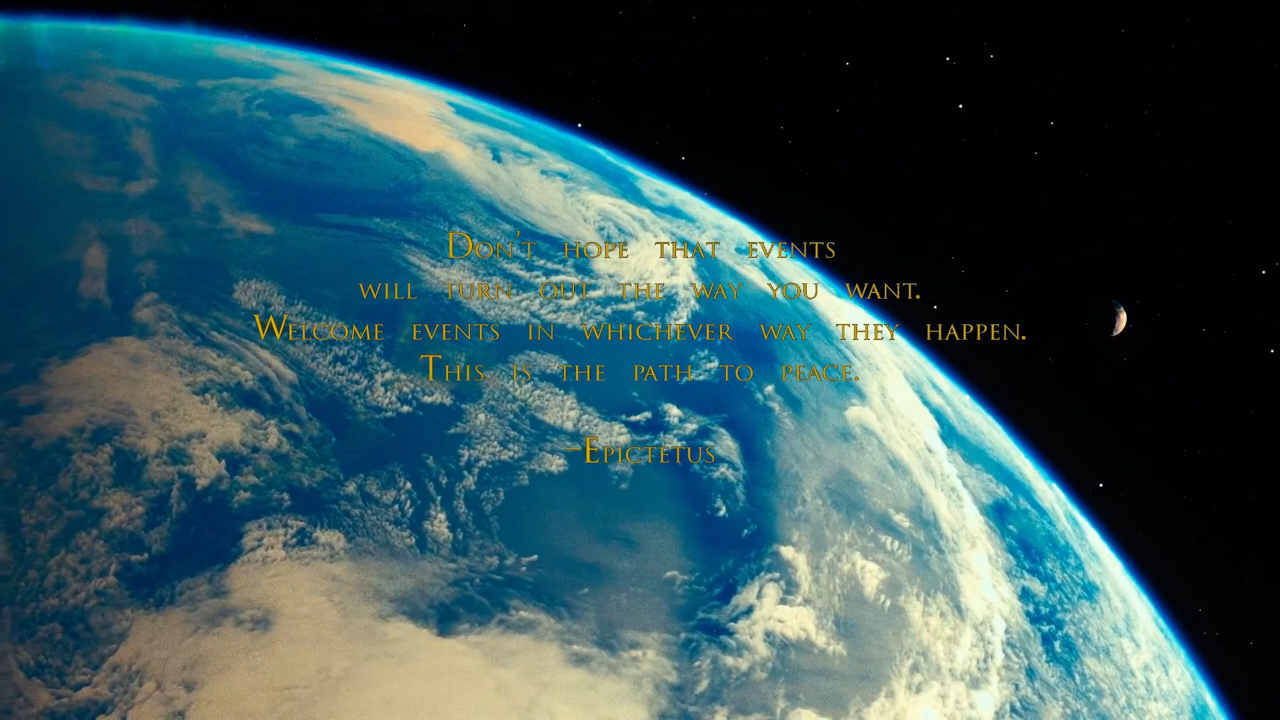 Don't hope that events
will turn out the way you want.
Welcome events in whichever way they happen.
This is the path to peace.
–Epictetus